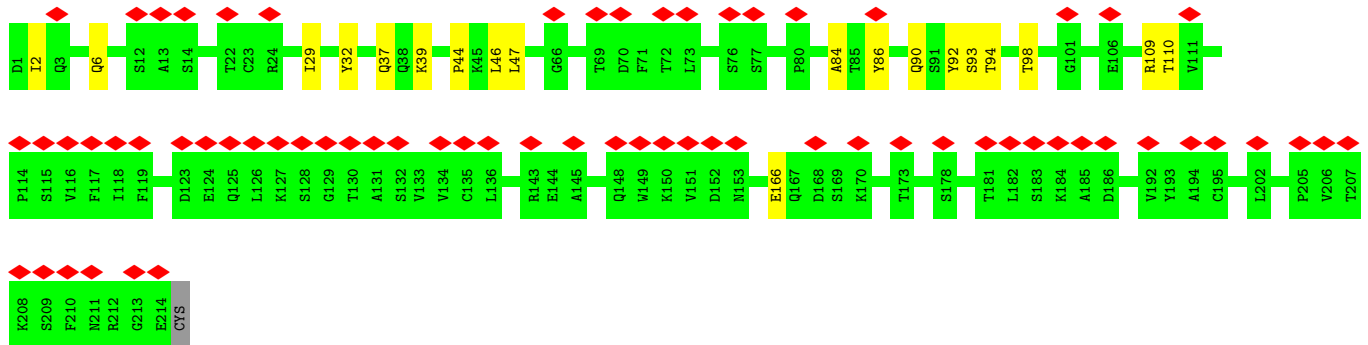 D1 I2 Q3 Q6 S12 A13 S14 T22 C23 R24 I29 Y32 Q37 Q38 K39 P44 K45 L46 L47 G66 T69 D70 F71 T72 L73 S76 S77 P80 A84 T85 Y86 Q90 S91 Y92 S93 T94 T98 G101 E106 R109 T110 V111
P114 S115 V116 F117 I118 F119 D123 E124 Q125 L126 K127 S128 G129 T130 A131 S132 V133 V134 C135 L136 R143 E144 A145 Q148 W149 K150 V151 D152 N153 E166 Q167 D168 S169 K170 T173 S178 T181 L182 S183 K184 A185 D186 V192 Y193 A194 C195 L202 P205 V206 T207
K208 S209 F210 N211 R212 G213 E214 CYS